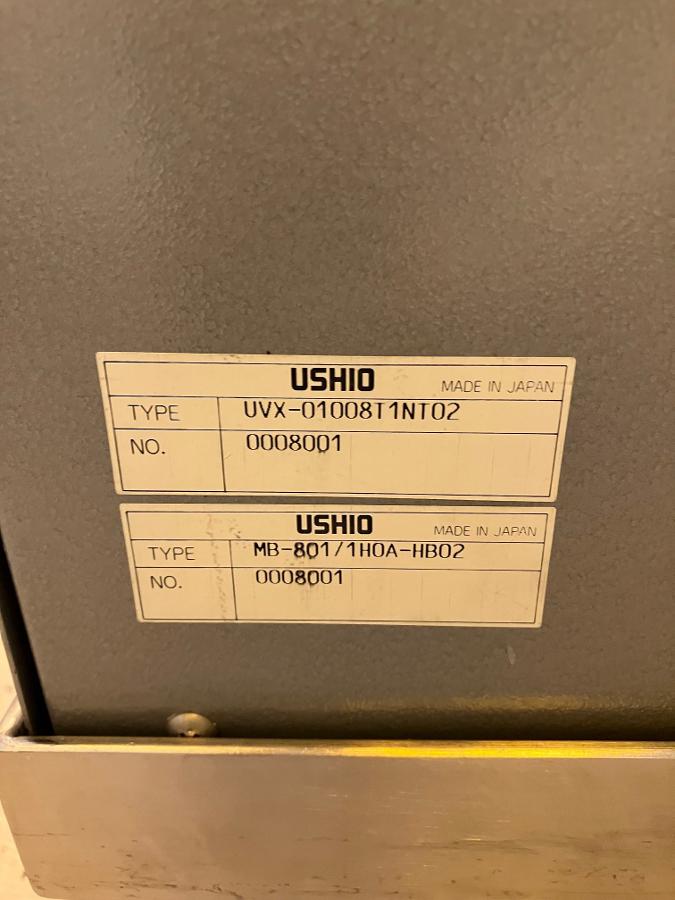 USHIO MADE IN JAPAN
TYPE UVX-01008T1NT02
NO. 0008001
USHIO MADE IN JAPAN
TYPE MB-801/1H0A-HB02
NO. 0008001